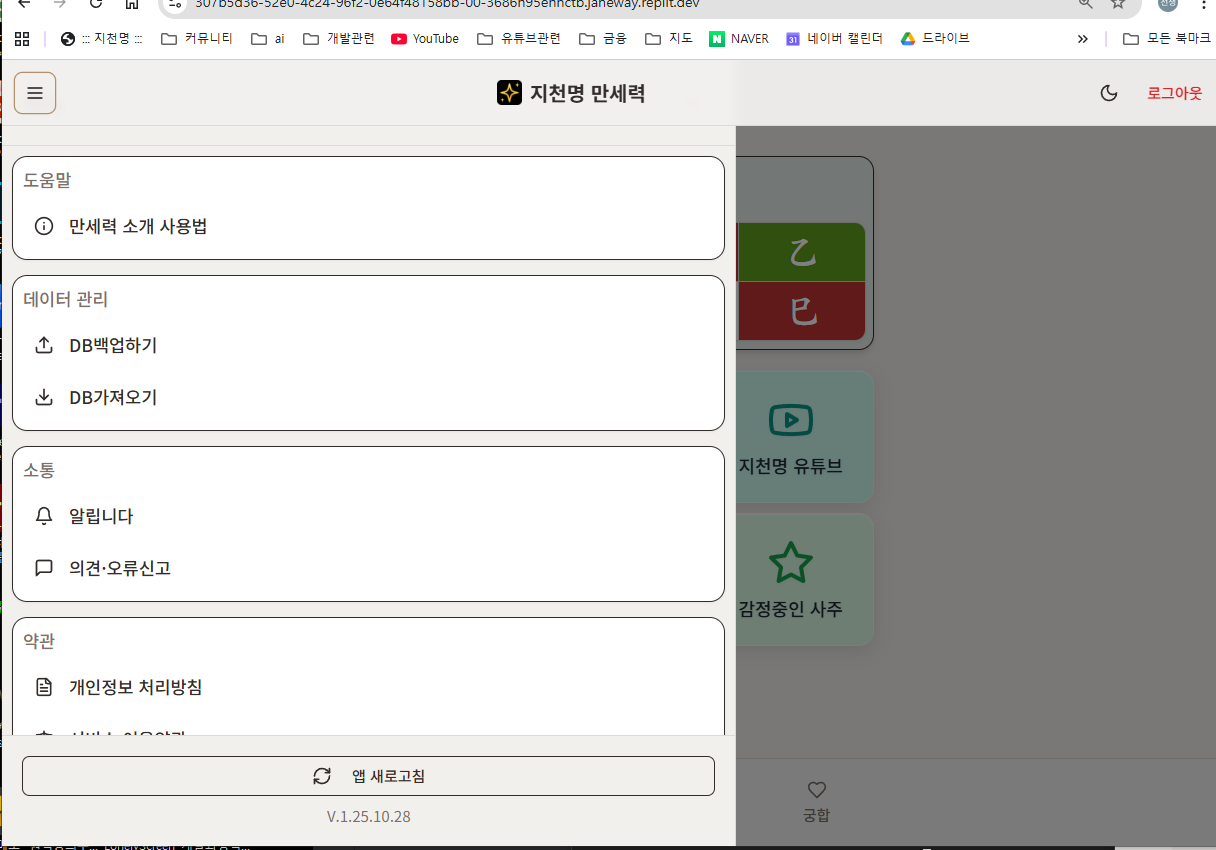 307b5d36-52e0-4c24-96f2-0e64f48158bb-00-3686h95enhctb.janeway.replit.dev
::: 지천명 ::: 커뮤니티 ai 개발관련 YouTube 유튜브관련 금융 지도 NAVER 31 네이버 캘린더 드라이브 » 모든 북마크
지천명 만세력 로그아웃
도움말
만세력 소개 사용법
데이터 관리
DB백업하기
DB가져오기
소통
알립니다
의견·오류신고
약관
개인정보 처리방침
앱 새로고침
V.1.25.10.28
乙
巳
지천명 유튜브
감정중인 사주
궁합